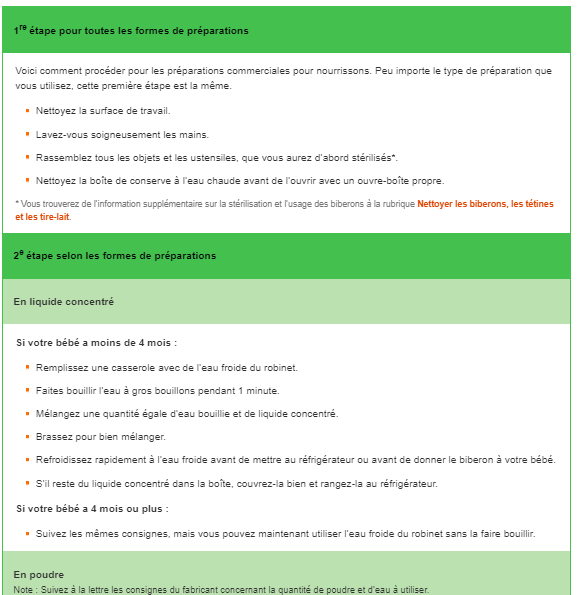 1re étape pour toutes les formes de préparations
Voici comment procéder pour les préparations commerciales pour nourrissons. Peu importe le type de préparation que
vous utilisez, cette première étape est la même.
Nettoyez la surface de travail.
Lavez-vous soigneusement les mains.
Rassemblez tous les objets et les ustensiles, que vous aurez d'abord stérilisés*.
Nettoyez la boîte de conserve à l'eau chaude avant de l'ouvrir avec un ouvre-boîte propre.
* Vous trouverez de l'information supplémentaire sur la stérilisation et l'usage des biberons à la rubrique Nettoyer les biberons, les tétines
et les tire-lait.
2e étape selon les formes de préparations
En liquide concentré
Si votre bébé a moins de 4 mois :
Remplissez une casserole avec de l'eau froide du robinet.
Faites bouillir l'eau à gros bouillons pendant 1 minute.
Mélangez une quantité égale d'eau bouillie et de liquide concentré.
Brassez pour bien mélanger.
Refroidissez rapidement à l'eau froide avant de mettre au réfrigérateur ou avant de donner le biberon à votre bébé.
S'il reste du liquide concentré dans la boîte, couvrez-la bien et rangez-la au réfrigérateur.
Si votre bébé a 4 mois ou plus :
Suivez les mêmes consignes, mais vous pouvez maintenant utiliser l'eau froide du robinet sans la faire bouillir.
En poudre
Note : Suivez à la lettre les consignes du fabricant concernant la quantité de poudre et d'eau à utiliser.